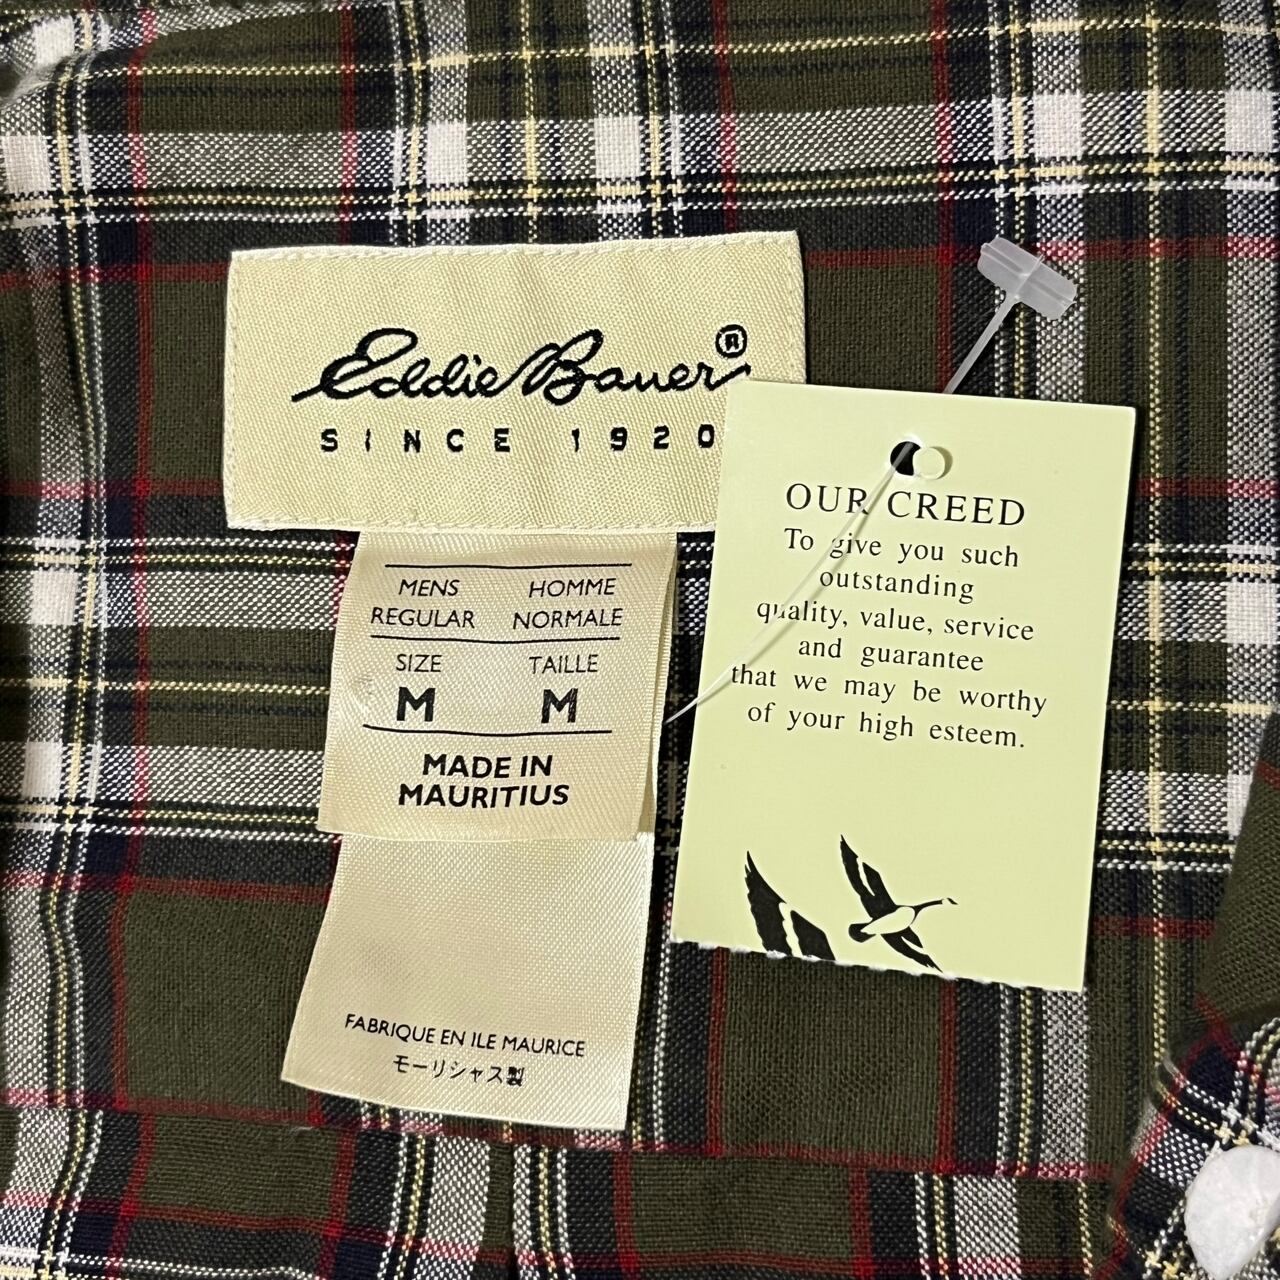 Eddie Bauer®
SINCE 1920
MENS HOMME
REGULAR NORMALE
SIZE TAILLE
M M
MADE IN
MAURITIUS
FABRIQUE EN ILE MAURICE
モーリシャス製
OUR CREED
To give you such
outstanding
quality, value, service
and guarantee
that we may be worthy
of your high esteem.